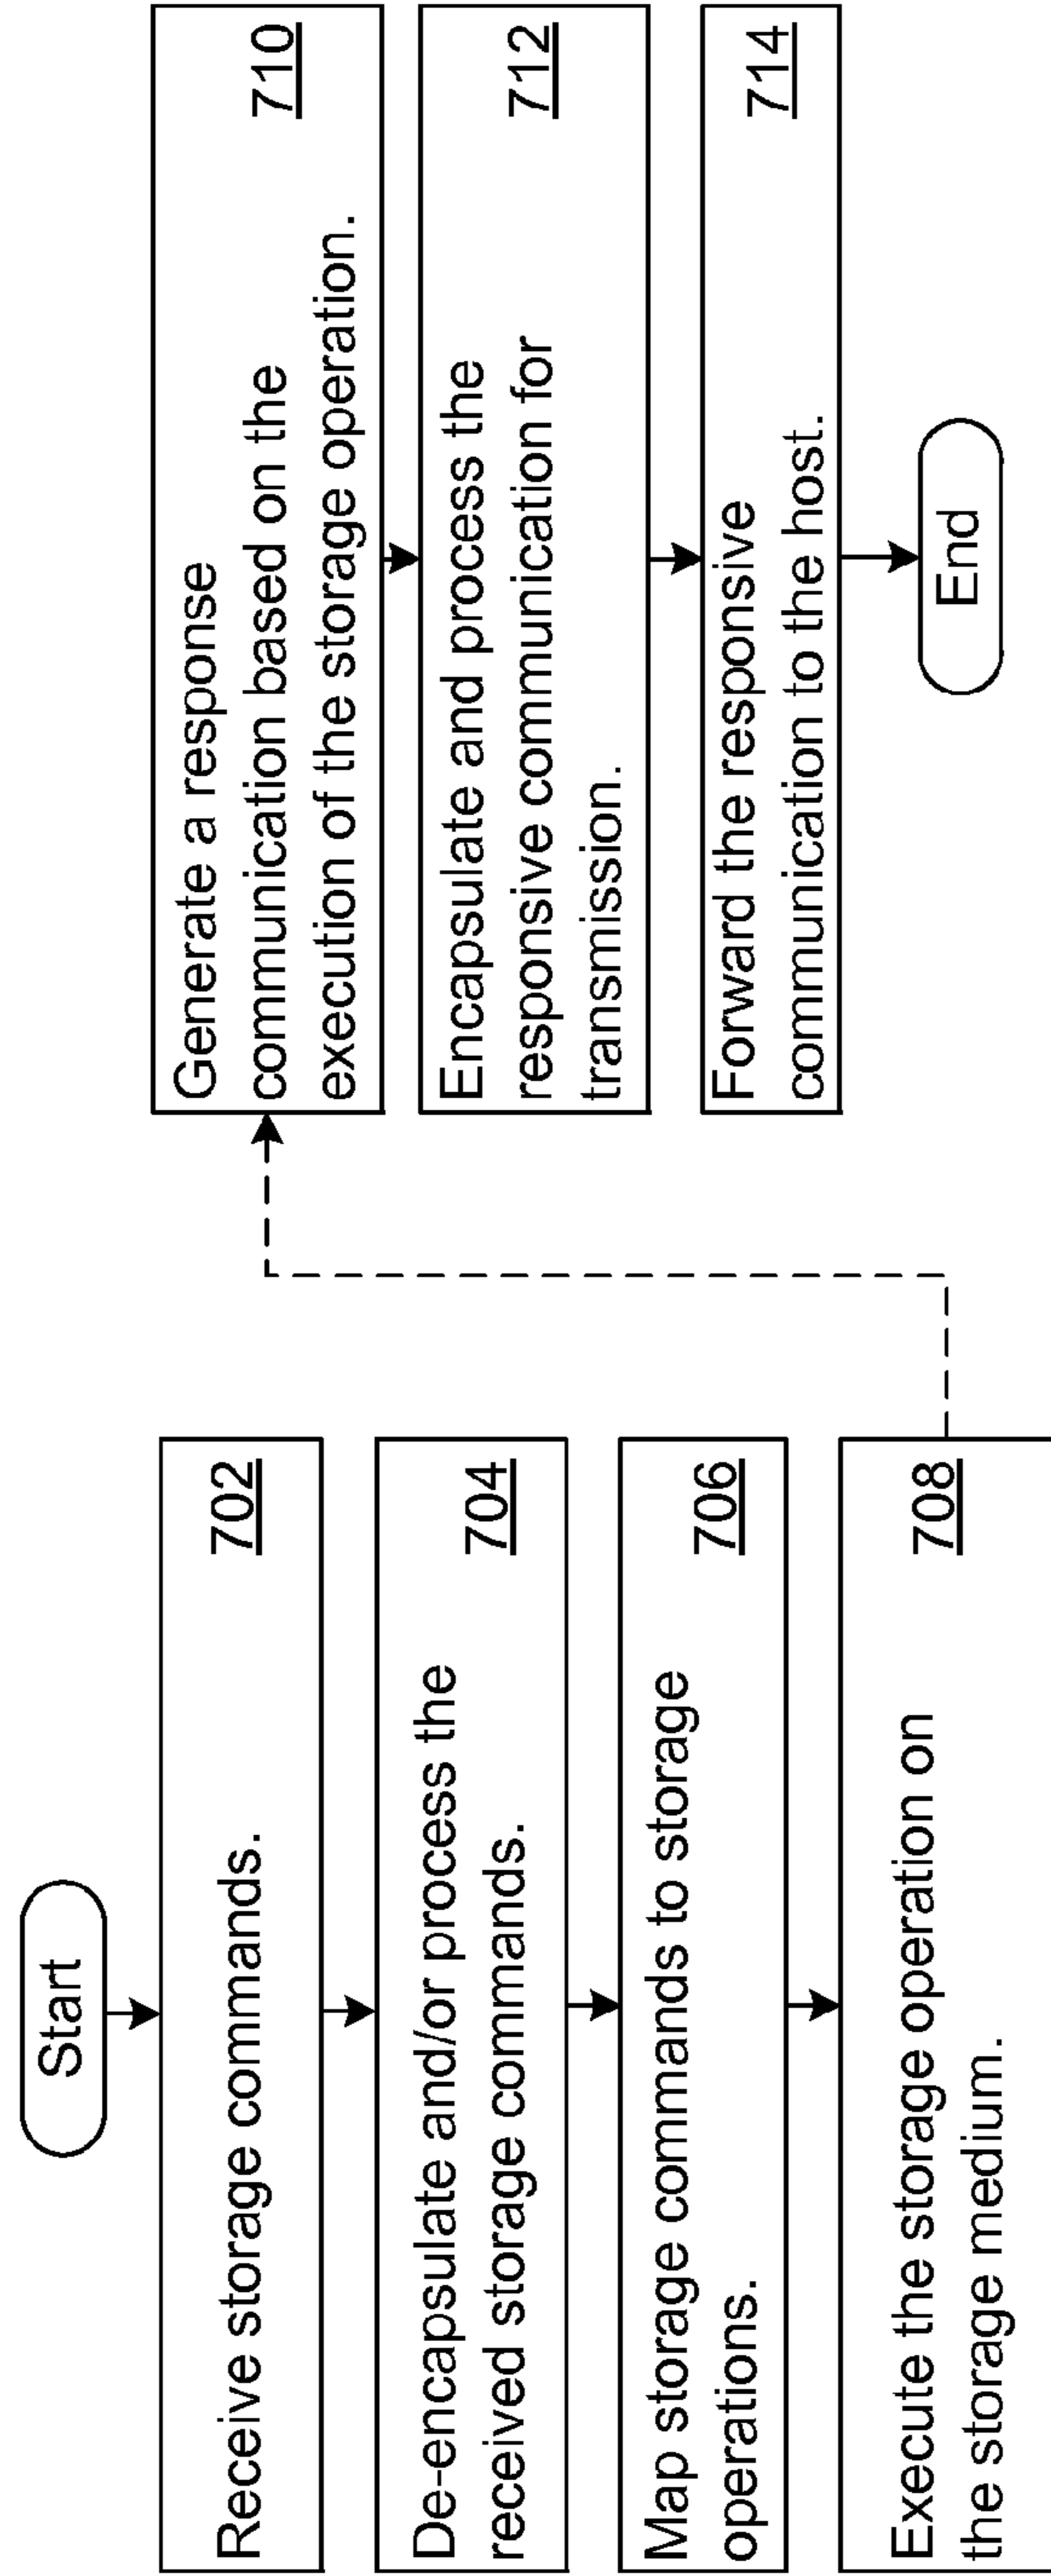 Start
Receive storage commands.
702
De-encapsulate and/or process the
received storage commands.
704
Map storage commands to storage
operations.
706
Execute the storage operation on
the storage medium.
708
Generate a response
communication based on the
execution of the storage operation.
710
Encapsulate and process the
responsive communication for
transmission.
712
Forward the responsive
communication to the host.
714
End